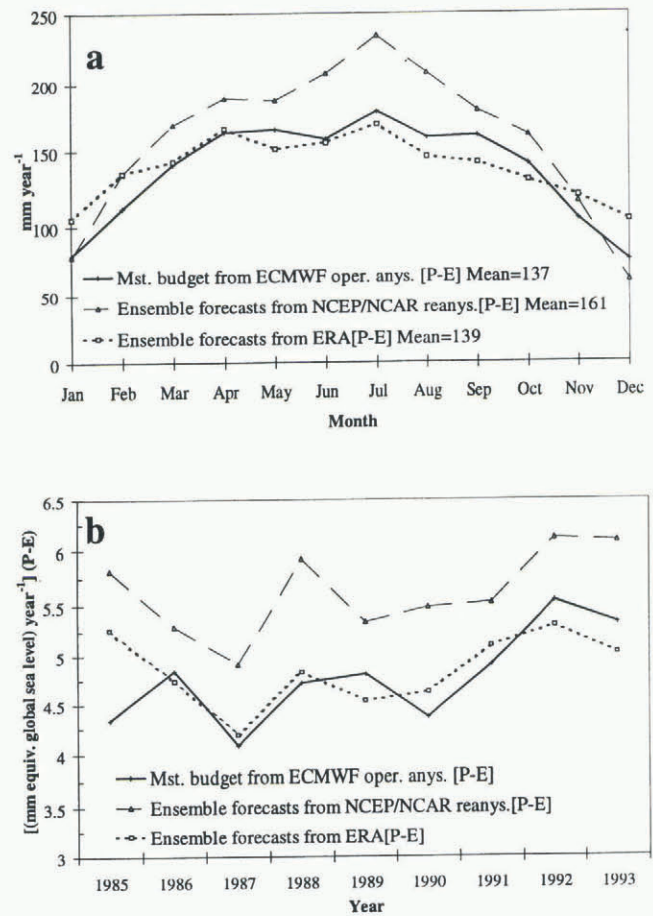 a
250
200
150
100
50
0
mm year-1
Mst. budget from ECMWF oper. anys. [P-E] Mean=137
Ensemble forecasts from NCEP/NCAR reanys.[P-E] Mean=161
Ensemble forecasts from ERA[P-E] Mean=139
Jan Feb Mar Apr May Jun Jul Aug Sep Oct Nov Dec
Month
b
6.5
6
5.5
5
4.5
4
3.5
3
[(mm equiv. global sea level) year-1] (P-E)
Mst. budget from ECMWF oper. anys. [P-E]
Ensemble forecasts from NCEP/NCAR reanys.[P-E]
Ensemble forecasts from ERA[P-E]
1985 1986 1987 1988 1989 1990 1991 1992 1993
Year